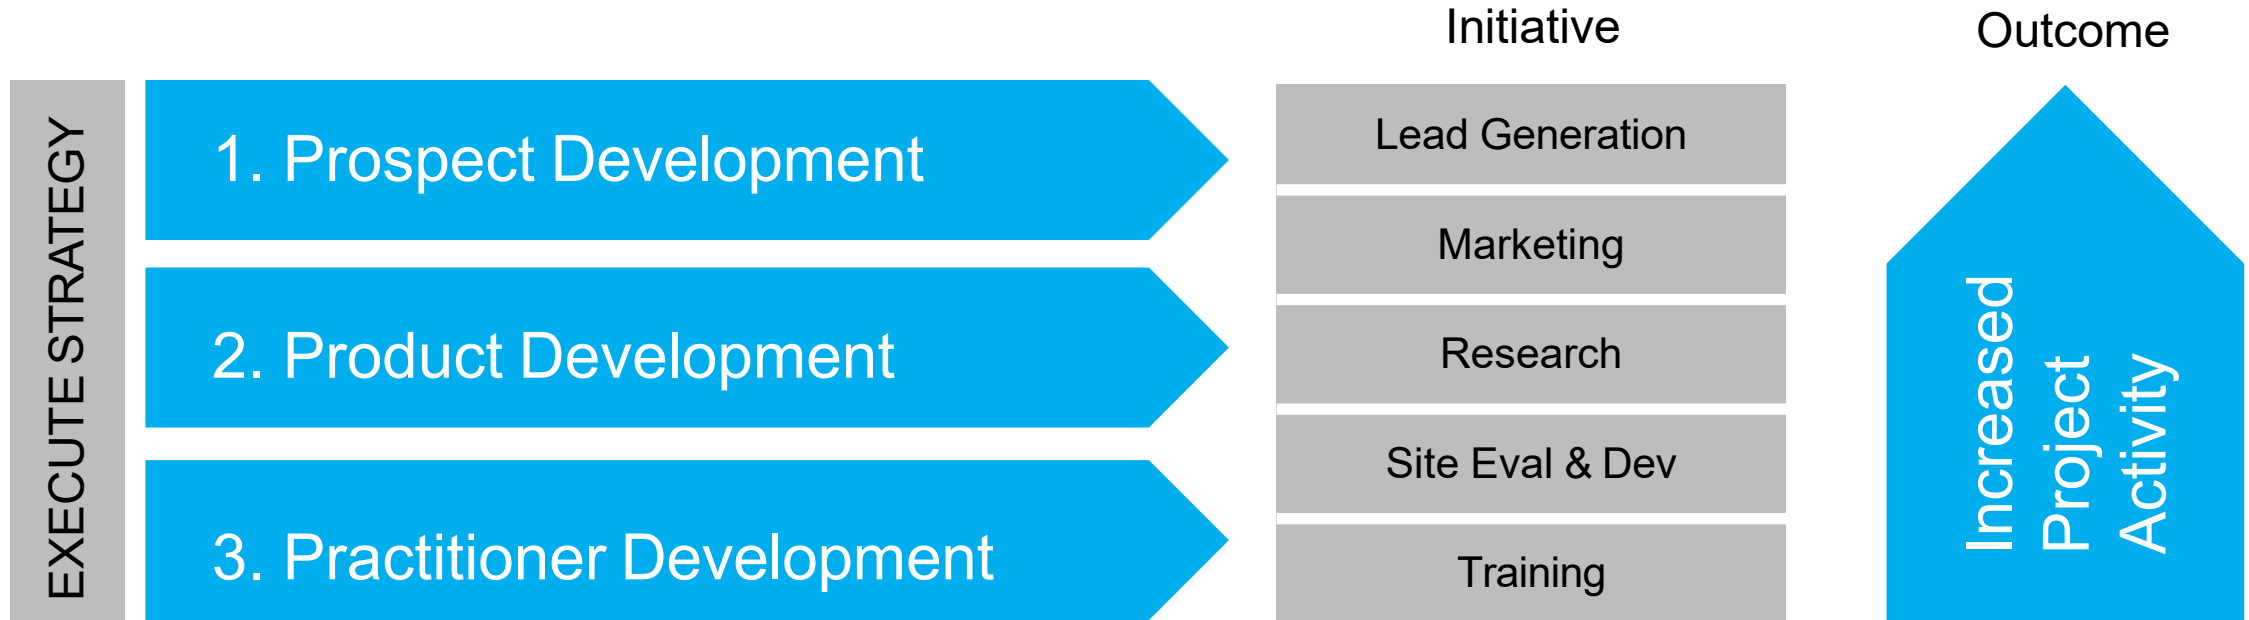 Initiative
Outcome
EXECUTE STRATEGY
1. Prospect Development
2. Product Development
3. Practitioner Development
Lead Generation
Marketing
Research
Site Eval & Dev
Training
Increased
Project
Activity